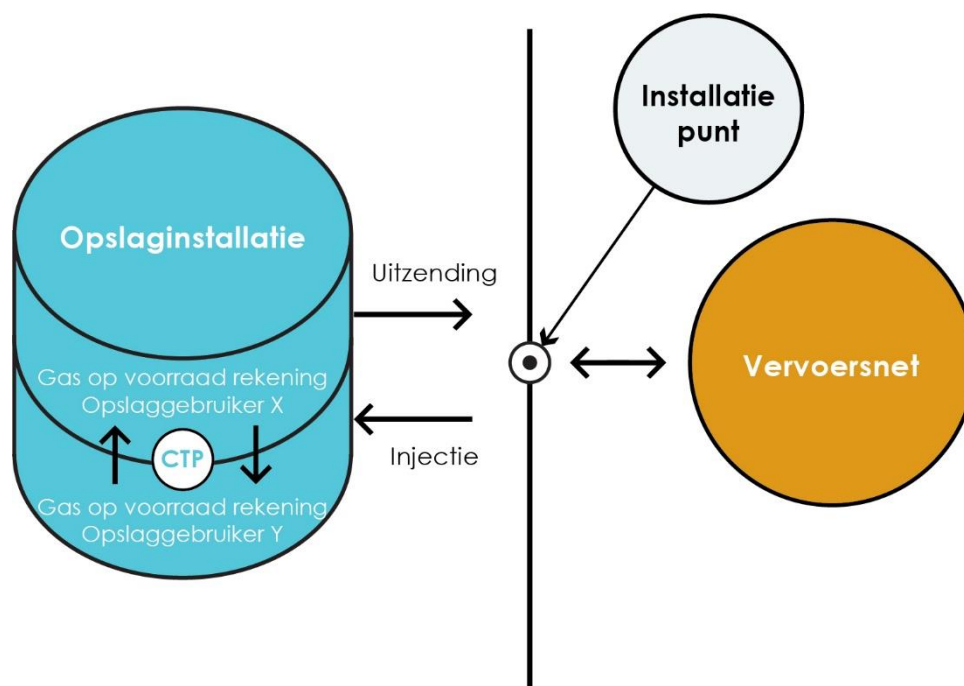 Installatie
punt
Opslaginstallatie
Uitzending
Vervoersnet
Gas op voorraad rekening
Opslaggebruiker X
CTP
Injectie
Gas op voorraad rekening
Opslaggebruiker Y